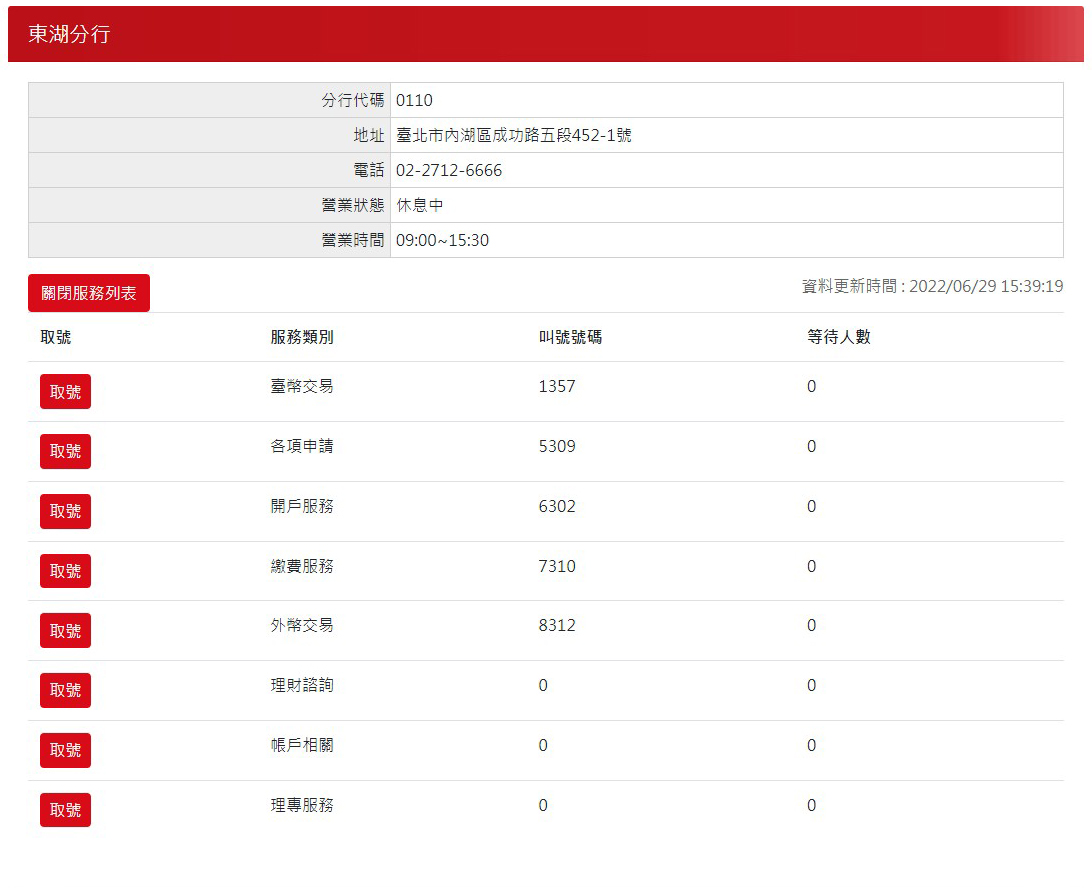 東湖分行
分行代碼 0110
地址 臺北市內湖區成功路五段452-1號
電話 02-2712-6666
營業狀態 休息中
營業時間 09:00~15:30
關閉服務列表 資料更新時間 : 2022/06/29 15:39:19
取號 服務類別 叫號號碼 等待人數
取號 臺幣交易 1357 0
取號 各項申請 5309 0
取號 開戶服務 6302 0
取號 繳費服務 7310 0
取號 外幣交易 8312 0
取號 理財諮詢 0 0
取號 帳戶相關 0 0
取號 理專服務 0 0